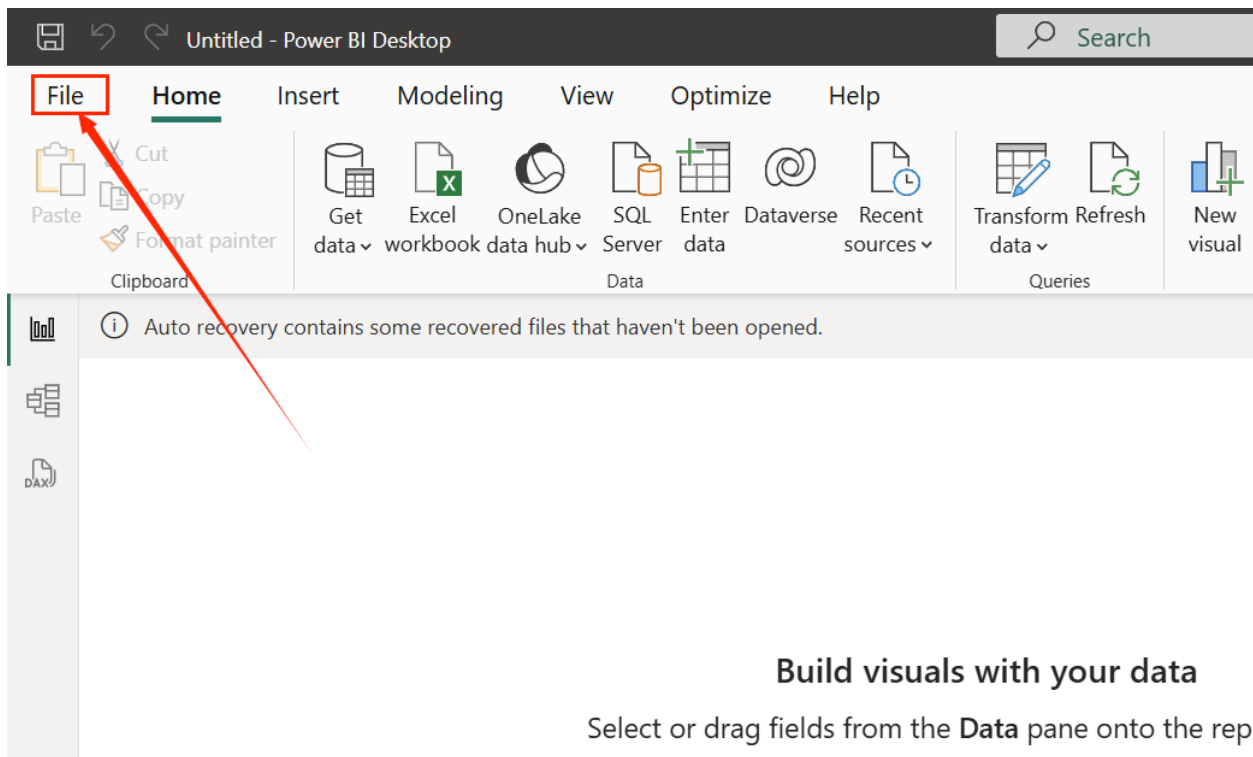 Untitled - Power BI Desktop
Search
File Home Insert Modeling View Optimize Help
Paste
Cut
Copy
Format painter
Clipboard
Get data
Excel workbook
OneLake data hub
SQL Server
Enter data
Dataverse
Recent sources
Data
Transform data
Refresh
Queries
New visual
Auto recovery contains some recovered files that haven't been opened.
DAX
Build visuals with your data
Select or drag fields from the Data pane onto the rep